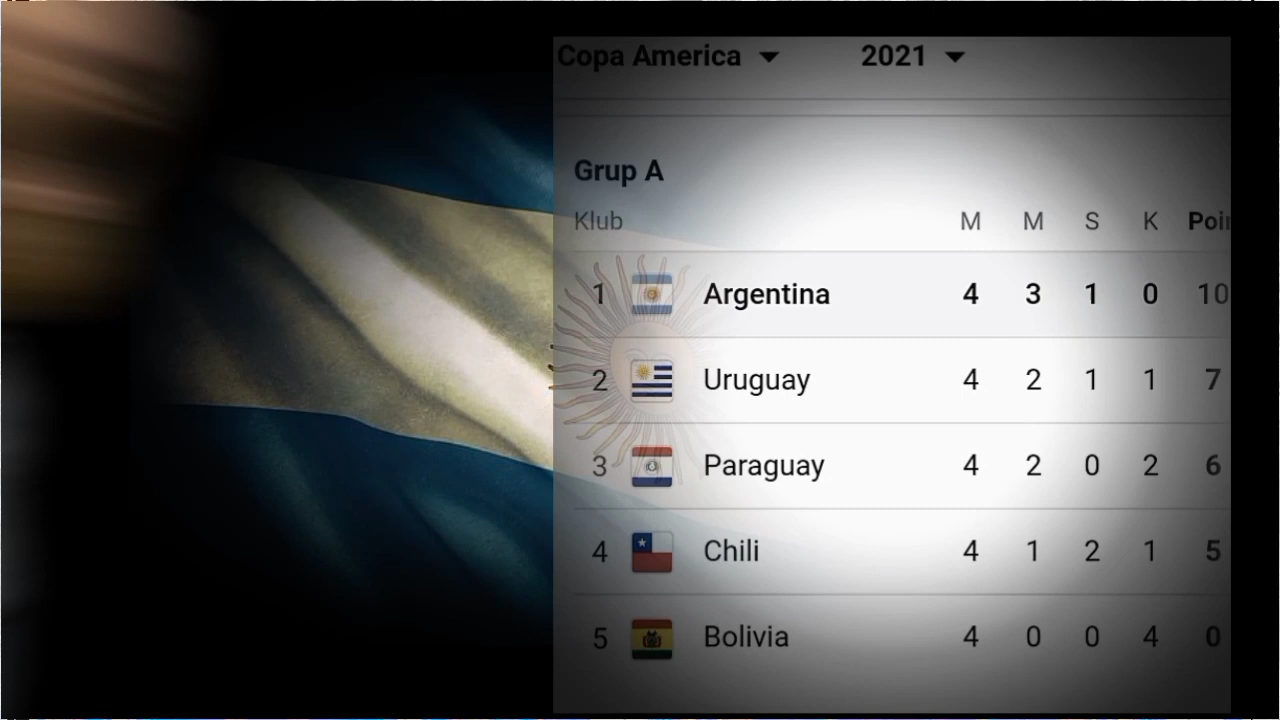 Copa America 2021
Grup A
Klub M M S K Poi
1 Argentina 4 3 1 0 10
2 Uruguay 4 2 1 1 7
3 Paraguay 4 2 0 2 6
4 Chili 4 1 2 1 5
5 Bolivia 4 0 0 4 0